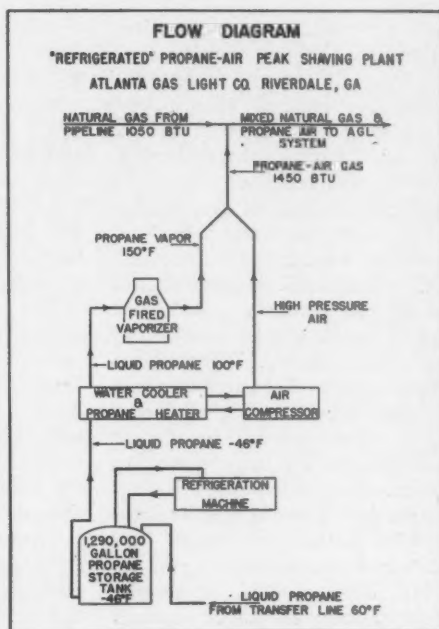 FLOW DIAGRAM
"REFRIGERATED" PROPANE-AIR PEAK SHAVING PLANT
ATLANTA GAS LIGHT CO. RIVERDALE, GA
NATURAL GAS FROM
PIPELINE 1050 BTU
MIXED NATURAL GAS &
PROPANE AIR TO AGL
SYSTEM
PROPANE-AIR GAS
1450 BTU
PROPANE VAPOR
150°F
GAS
FIRED
VAPORIZER
HIGH PRESSURE
AIR
LIQUID PROPANE 100°F
WATER COOLER
&
PROPANE HEATER
AIR
COMPRESSOR
LIQUID PROPANE -46°F
REFRIGERATION
MACHINE
1,290,000
GALLON
PROPANE
STORAGE
TANK
-46°F
LIQUID PROPANE
FROM TRANSFER LINE 60°F